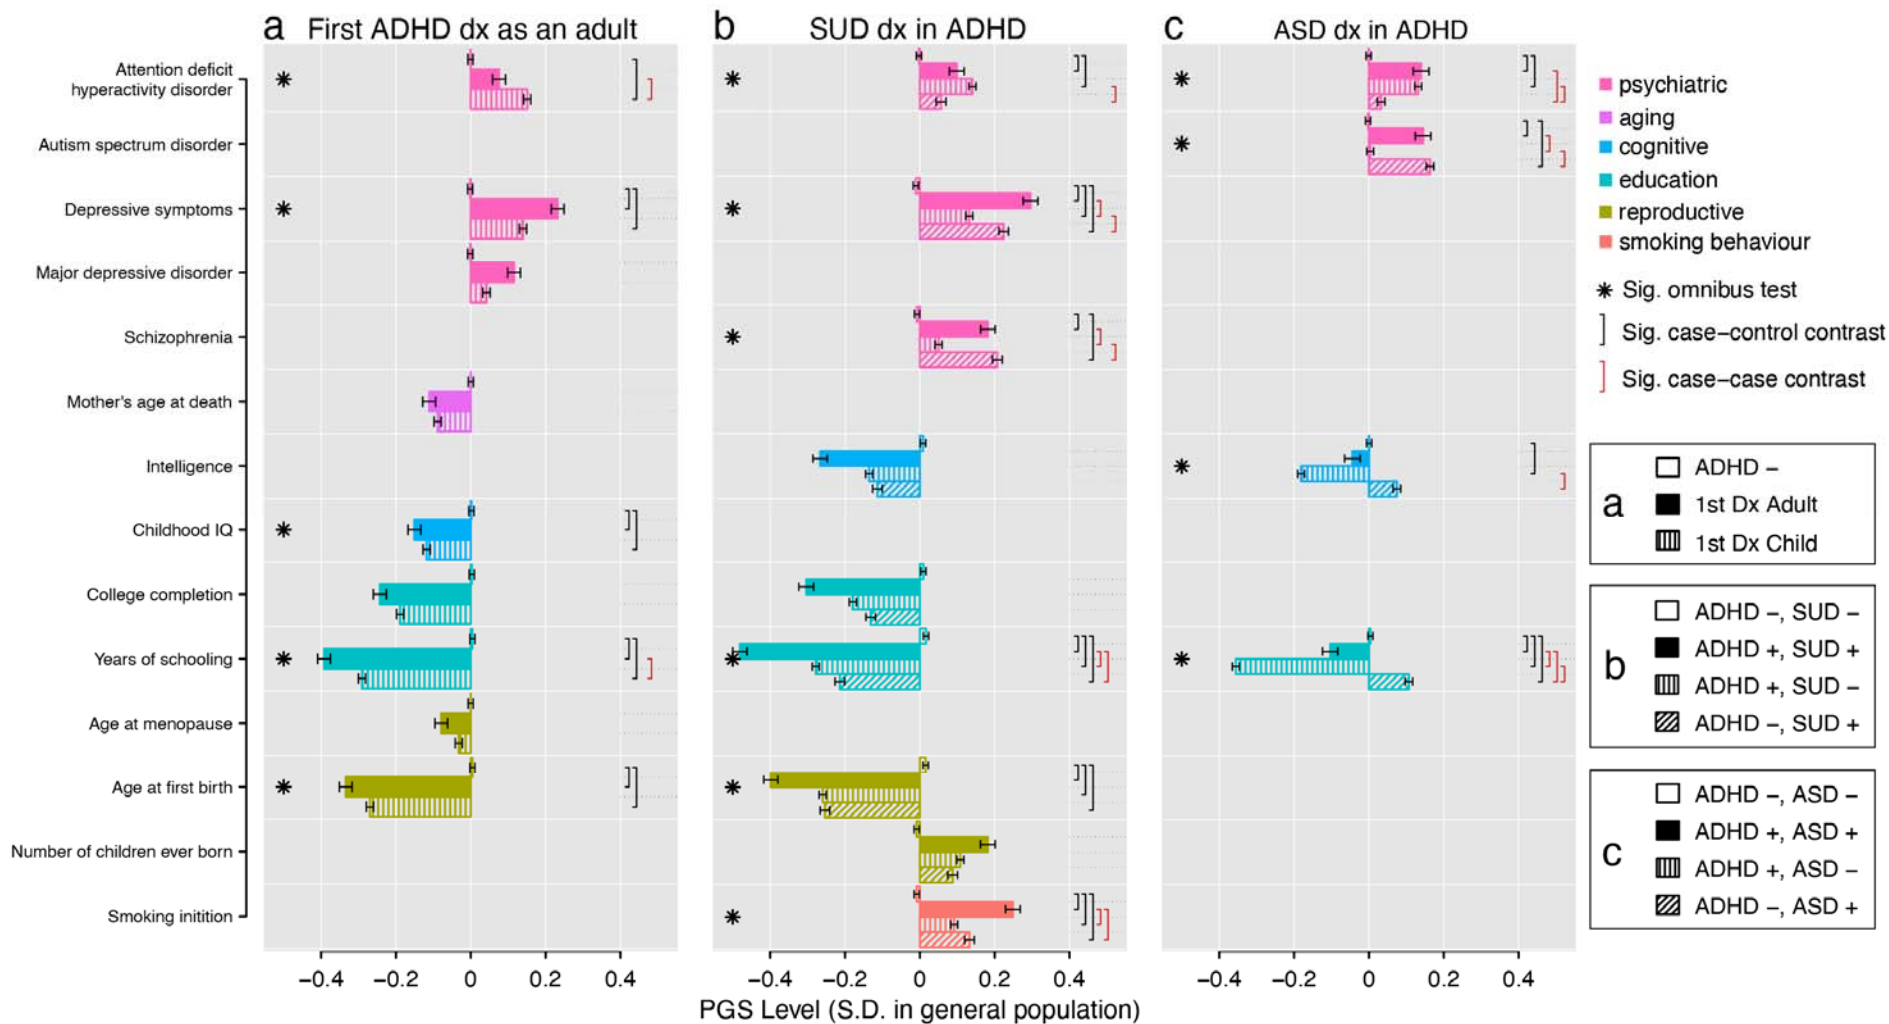 a First ADHD dx as an adult
b SUD dx in ADHD
c ASD dx in ADHD
Attention deficit
hyperactivity disorder
Autism spectrum disorder
Depressive symptoms
Major depressive disorder
Schizophrenia
Mother's age at death
Intelligence
Childhood IQ
College completion
Years of schooling
Age at menopause
Age at first birth
Number of children ever born
Smoking initition
−0.4 −0.2 0 0.2 0.4
−0.4 −0.2 0 0.2 0.4
−0.4 −0.2 0 0.2 0.4
PGS Level (S.D. in general population)
psychiatric
aging
cognitive
education
reproductive
smoking behaviour
Sig. omnibus test
Sig. case−control contrast
Sig. case−case contrast
a
ADHD −
1st Dx Adult
1st Dx Child
b
ADHD −, SUD −
ADHD +, SUD +
ADHD +, SUD −
ADHD −, SUD +
c
ADHD −, ASD −
ADHD +, ASD +
ADHD +, ASD −
ADHD −, ASD +